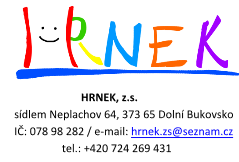 HRNEK
HRNEK, z.s.
sídlem Neplachov 64, 373 65 Dolní Bukovsko
IČ: 078 98 282 / e-mail: hrnek.zs@seznam.cz
tel.: +420 724 269 431